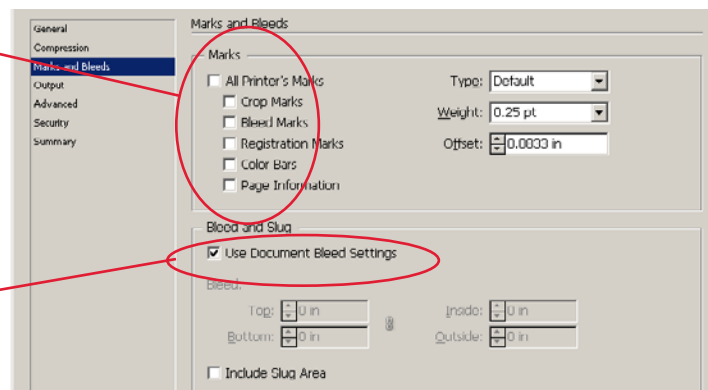 General
Compression
Marks and Bleeds
Output
Advanced
Security
Summary
Marks and Bleeds
Marks
All Printer's Marks
Crop Marks
Bleed Marks
Registration Marks
Color Bars
Page Information
Type: Default
Weight: 0.25 pt
Offset: 0.0833 in
Bleed and Slug
Use Document Bleed Settings
Bleed:
Top: 0 in
Bottom: 0 in
Inside: 0 in
Outside: 0 in
Include Slug Area